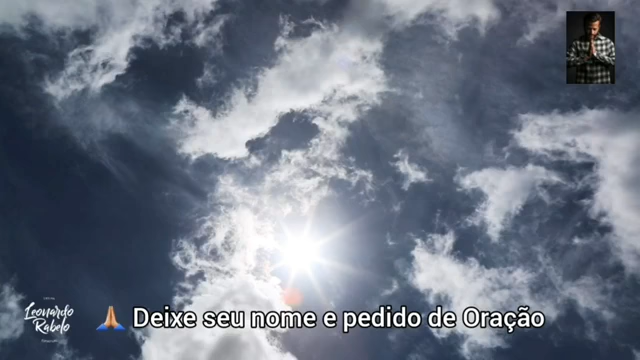 Leonardo
Rabelo
🙏🏼 Deixe seu nome e pedido de Oração